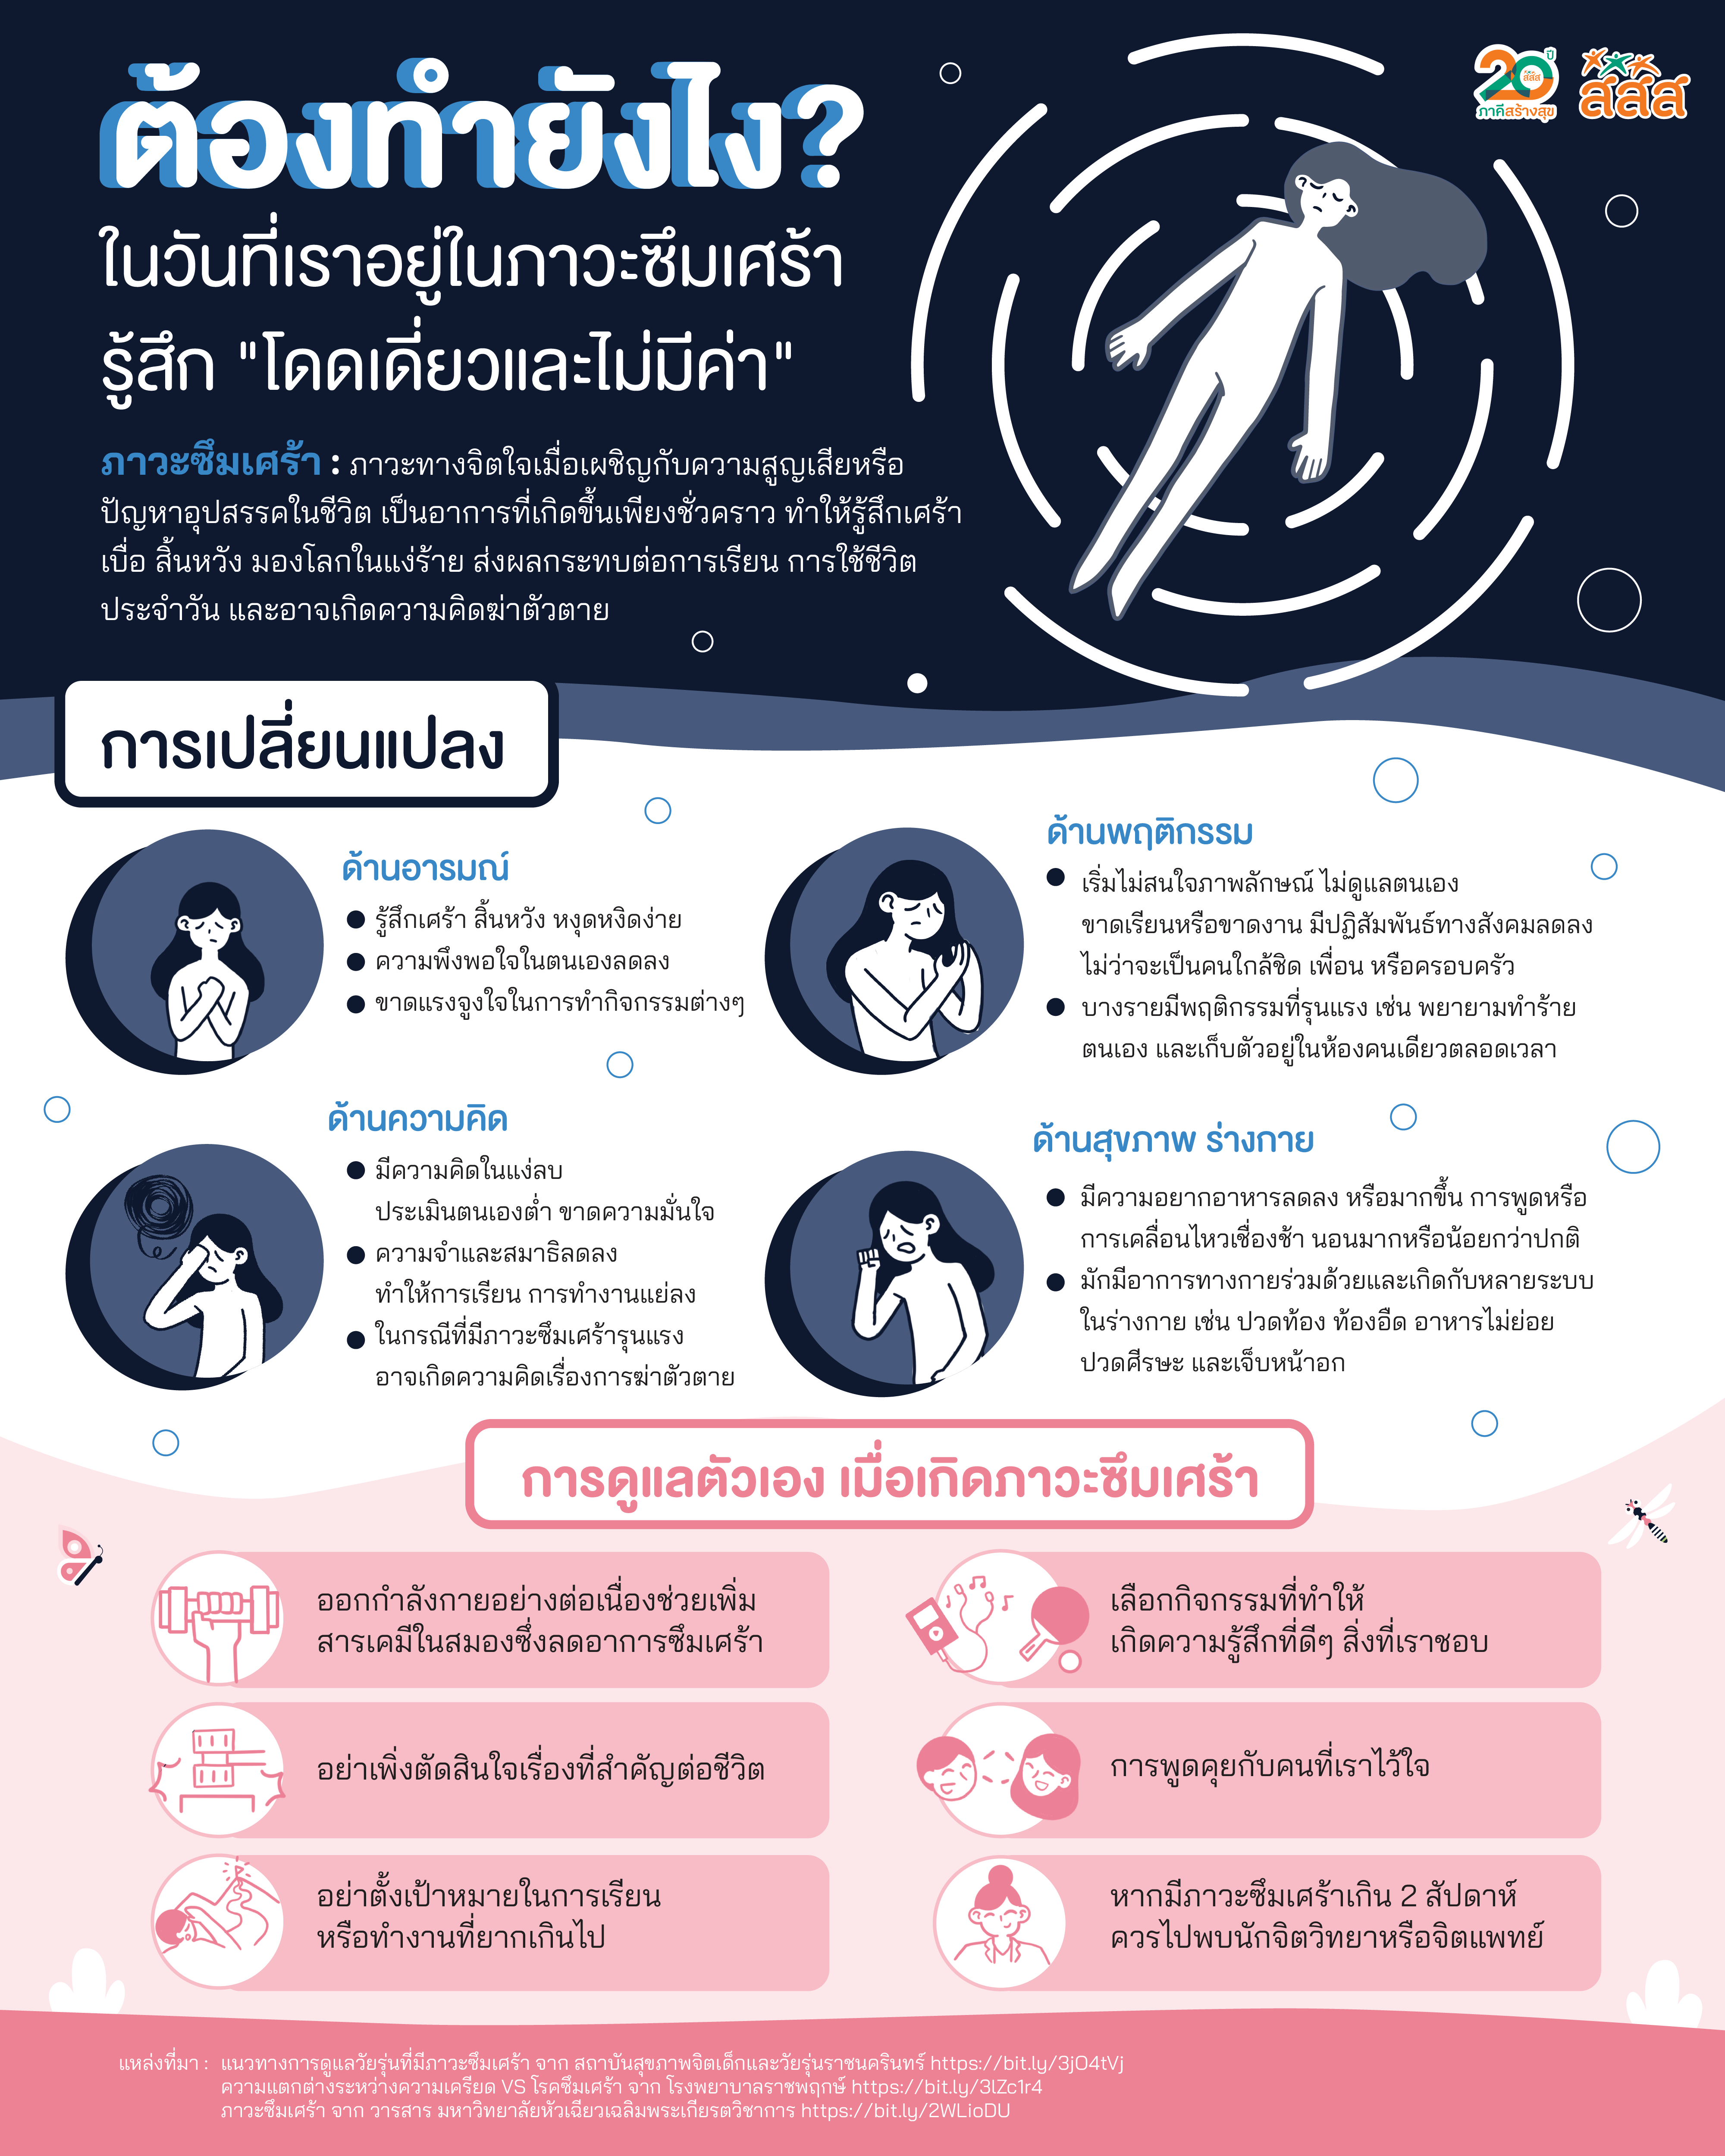 ต้องทำยังไง?
ในวันที่เราอยู่ในภาวะซึมเศร้า
รู้สึก "โดดเดี่ยวและไม่มีค่า"
20 ปี
สสส
ภาคีสร้างสุข
สสส
ภาวะซึมเศร้า : ภาวะทางจิตใจเมื่อเผชิญกับความสูญเสียหรือ
ปัญหาอุปสรรคในชีวิต เป็นอาการที่เกิดขึ้นเพียงชั่วคราว ทำให้รู้สึกเศร้า
เบื่อ สิ้นหวัง มองโลกในแง่ร้าย ส่งผลกระทบต่อการเรียน การใช้ชีวิต
ประจำวัน และอาจเกิดความคิดฆ่าตัวตาย
การเปลี่ยนแปลง
ด้านอารมณ์
รู้สึกเศร้า สิ้นหวัง หงุดหงิดง่าย
ความพึงพอใจในตนเองลดลง
ขาดแรงจูงใจในการทำกิจกรรมต่างๆ
ด้านพฤติกรรม
เริ่มไม่สนใจภาพลักษณ์ ไม่ดูแลตนเอง
ขาดเรียนหรือขาดงาน มีปฏิสัมพันธ์ทางสังคมลดลง
ไม่ว่าจะเป็นคนใกล้ชิด เพื่อน หรือครอบครัว
บางรายมีพฤติกรรมที่รุนแรง เช่น พยายามทำร้าย
ตนเอง และเก็บตัวอยู่ในห้องคนเดียวตลอดเวลา
ด้านความคิด
มีความคิดในแง่ลบ
ประเมินตนเองต่ำ ขาดความมั่นใจ
ความจำและสมาธิลดลง
ทำให้การเรียน การทำงานแย่ลง
ในกรณีที่มีภาวะซึมเศร้ารุนแรง
อาจเกิดความคิดเรื่องการฆ่าตัวตาย
ด้านสุขภาพ ร่างกาย
มีความอยากอาหารลดลง หรือมากขึ้น การพูดหรือ
การเคลื่อนไหวเชื่องช้า นอนมากหรือน้อยกว่าปกติ
มักมีอาการทางกายร่วมด้วยและเกิดกับหลายระบบ
ในร่างกาย เช่น ปวดท้อง ท้องอืด อาหารไม่ย่อย
ปวดศีรษะ และเจ็บหน้าอก
การดูแลตัวเอง เมื่อเกิดภาวะซึมเศร้า
ออกกำลังกายอย่างต่อเนื่องช่วยเพิ่ม
สารเคมีในสมองซึ่งลดอาการซึมเศร้า
เลือกกิจกรรมที่ทำให้
เกิดความรู้สึกที่ดีๆ สิ่งที่เราชอบ
อย่าเพิ่งตัดสินใจเรื่องที่สำคัญต่อชีวิต
การพูดคุยกับคนที่เราไว้ใจ
อย่าตั้งเป้าหมายในการเรียน
หรือทำงานที่ยากเกินไป
หากมีภาวะซึมเศร้าเกิน 2 สัปดาห์
ควรไปพบนักจิตวิทยาหรือจิตแพทย์
แหล่งที่มา : แนวทางการดูแลวัยรุ่นที่มีภาวะซึมเศร้า จาก สถาบันสุขภาพจิตเด็กและวัยรุ่นราชนครินทร์ https://bit.ly/3jO4tVj
ความแตกต่างระหว่างความเครียด VS โรคซึมเศร้า จาก โรงพยาบาลราชพฤกษ์ https://bit.ly/3lZc1r4
ภาวะซึมเศร้า จาก วารสาร มหาวิทยาลัยหัวเฉียวเฉลิมพระเกียรตวิชาการ https://bit.ly/2WLioDU